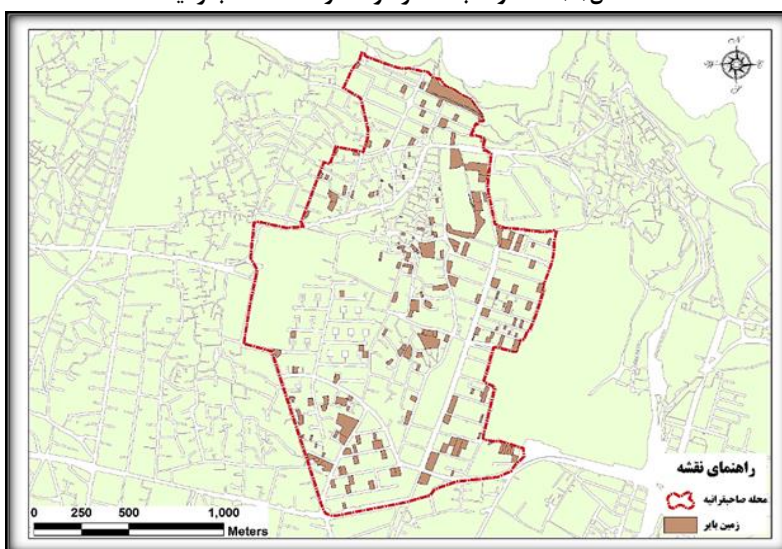 N
S
راهنمای نقشه
محله صاحبقرانیه
زمین بایر
0 250 500 1,000
Meters